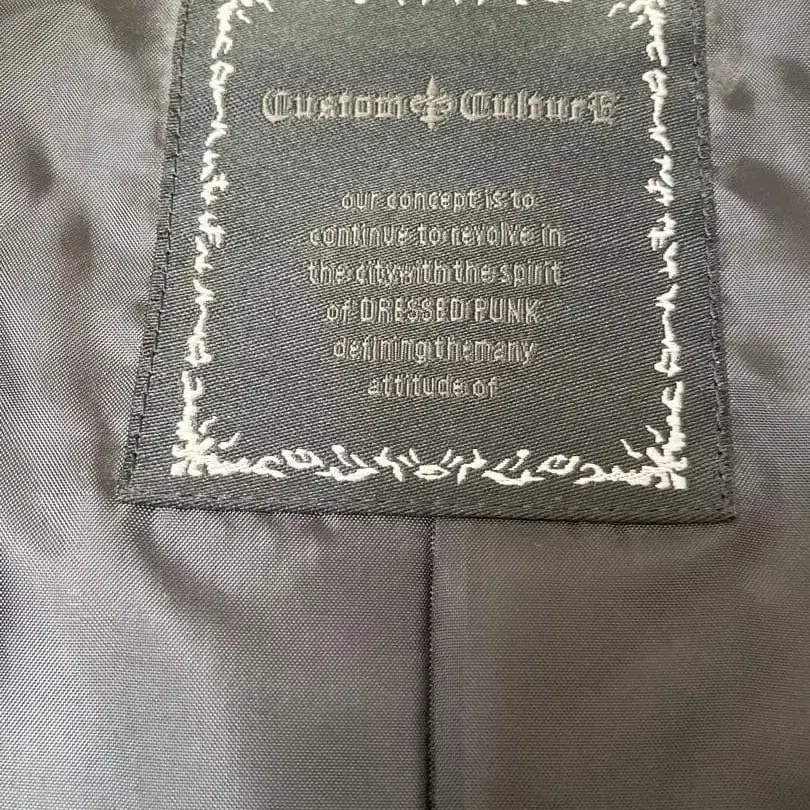 Custom CulturE
our concept is to
continue to revolve in
the city with the spirit
of DRESSED PUNK
defining the many
attitude of